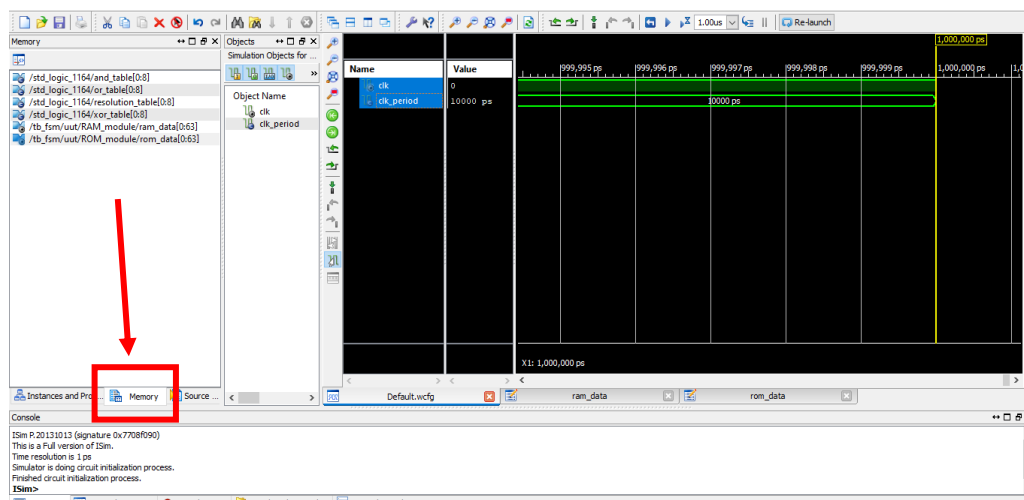 1.00us
Re-launch
Memory
Objects
/std_logic_1164/and_table[0:8]
/std_logic_1164/or_table[0:8]
/std_logic_1164/resolution_table[0:8]
/std_logic_1164/xor_table[0:8]
/tb_fsm/uut/RAM_module/ram_data[0:63]
/tb_fsm/uut/ROM_module/rom_data[0:63]
Simulation Objects for ...
»
Object Name
clk
clk_period
Name Value
clk 0
clk_period 10000 ps
1,000,000 ps
999,995 ps 999,996 ps 999,997 ps 999,998 ps 999,999 ps 1,000,000 ps
10000 ps
X1: 1,000,000 ps
Instances and Pro... Memory Source ...
Default.wcfg ram_data rom_data
Console
ISim P.20131013 (signature 0x7708f090)
This is a Full version of ISim.
Time resolution is 1 ps
Simulator is doing circuit initialization process.
Finished circuit initialization process.
ISim>